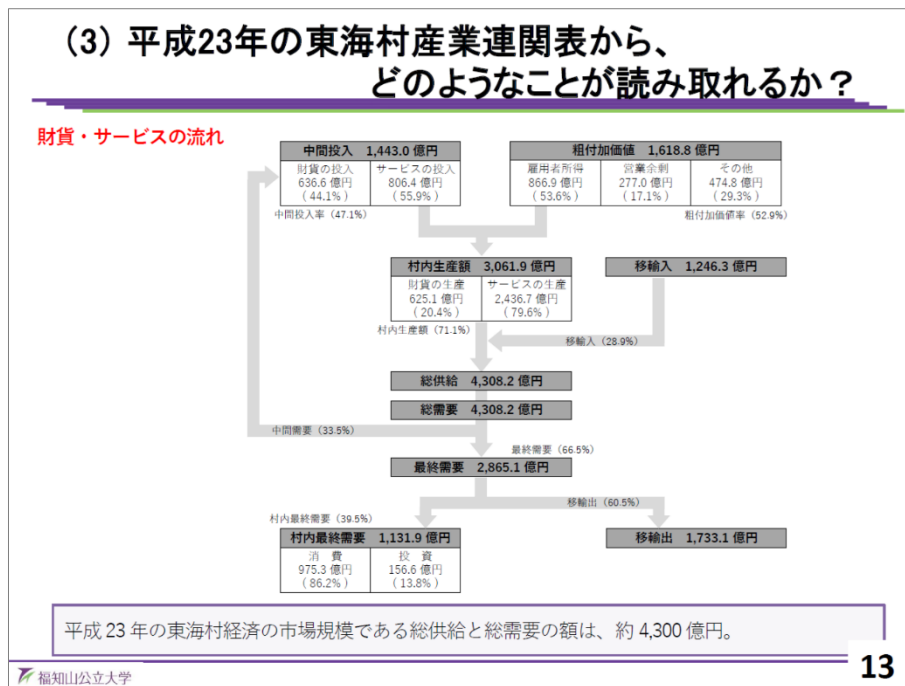 (3) 平成23年の東海村産業連関表から、
どのようなことが読み取れるか？
財貨・サービスの流れ
中間投入 1,443.0 億円
財貨の投入 サービスの投入
636.6 億円 806.4 億円
( 44.1% ) ( 55.9% )
中間投入率 (47.1%)
粗付加価値 1,618.8 億円
雇用者所得 営業余剰 その他
866.9 億円 277.0 億円 474.8 億円
( 53.6% ) ( 17.1% ) ( 29.3% )
粗付加価値率 (52.9%)
村内生産額 3,061.9 億円
財貨の生産 サービスの生産
625.1 億円 2,436.7 億円
( 20.4% ) ( 79.6% )
村内生産額 (71.1%)
移輸入 1,246.3 億円
移輸入 (28.9%)
総供給 4,308.2 億円
総需要 4,308.2 億円
中間需要 (33.5%)
最終需要 (66.5%)
最終需要 2,865.1 億円
移輸出 (60.5%)
村内最終需要 (39.5%)
村内最終需要 1,131.9 億円
消 費 投 資
975.3 億円 156.6 億円
( 86.2% ) ( 13.8% )
移輸出 1,733.1 億円
平成 23 年の東海村経済の市場規模である総供給と総需要の額は、約 4,300 億円。
福知山公立大学
13